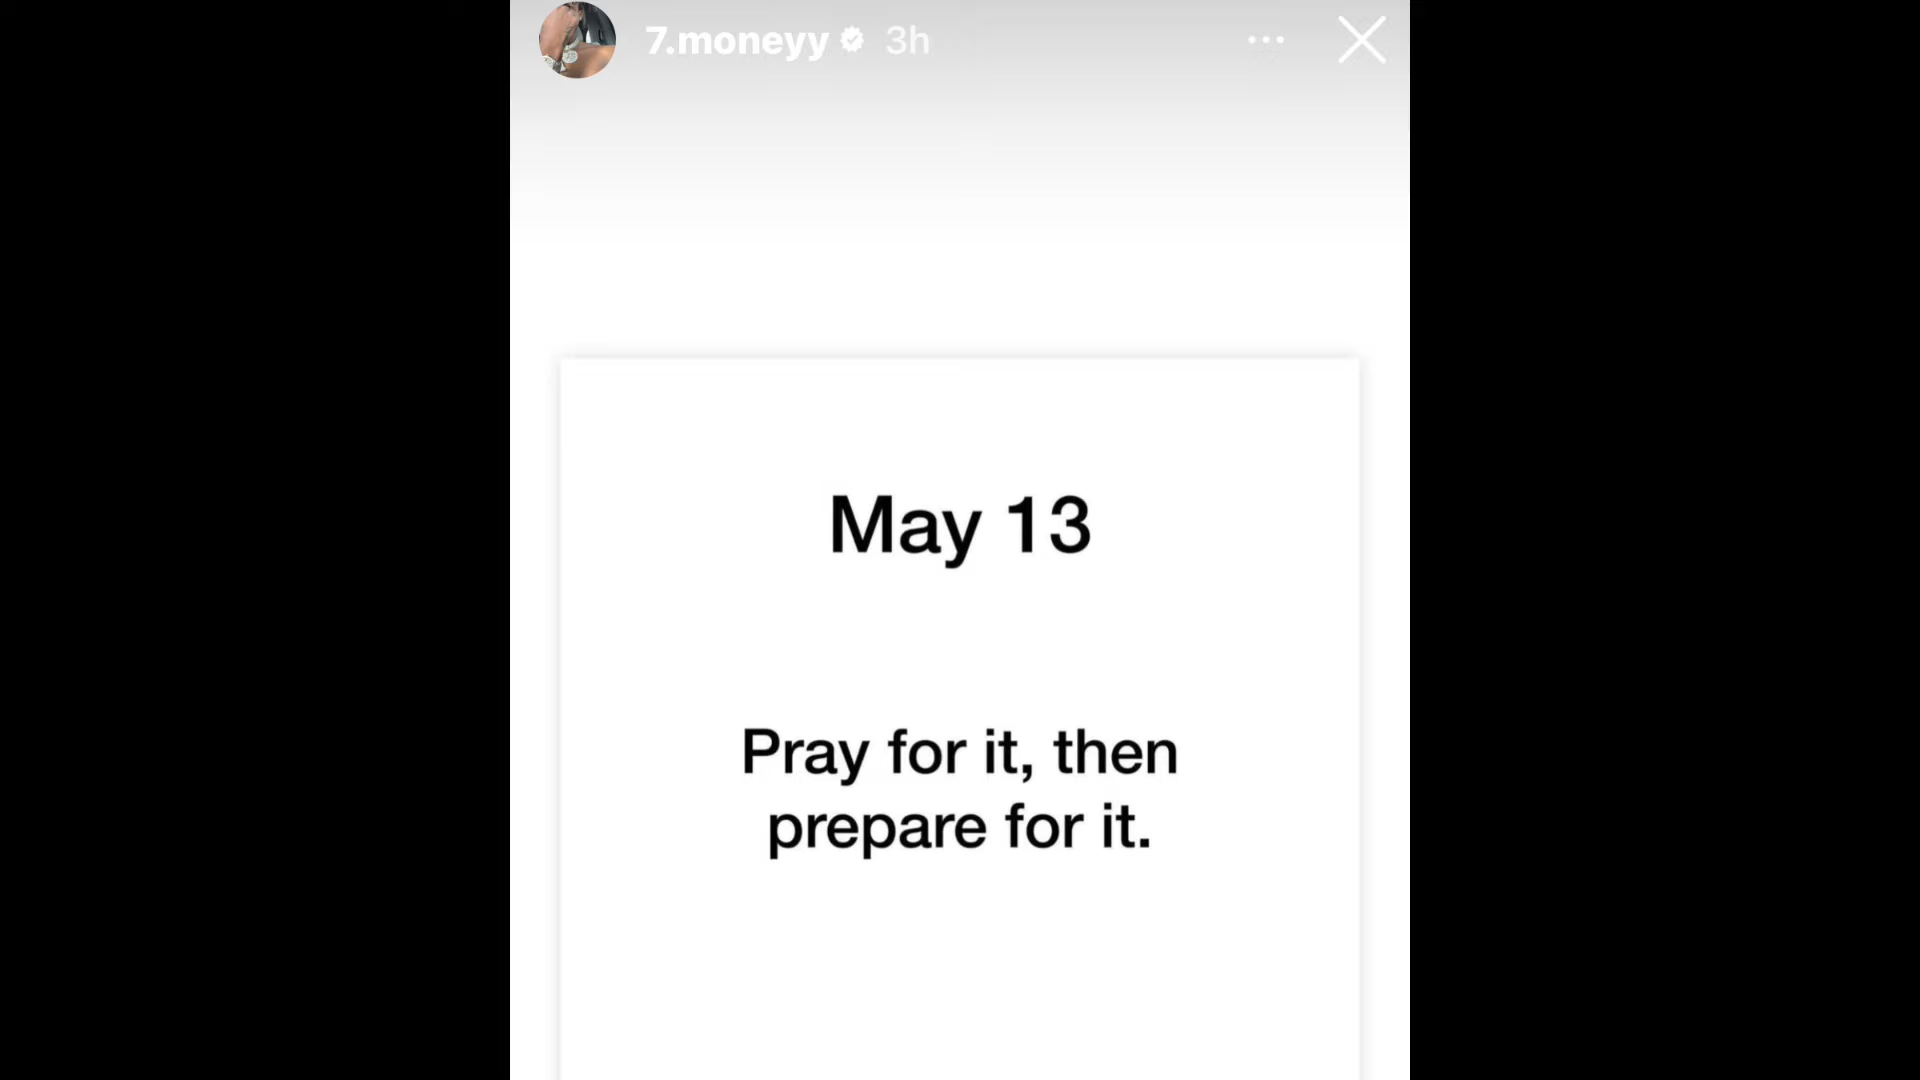 7.moneyy 3h
May 13
Pray for it, then
prepare for it.